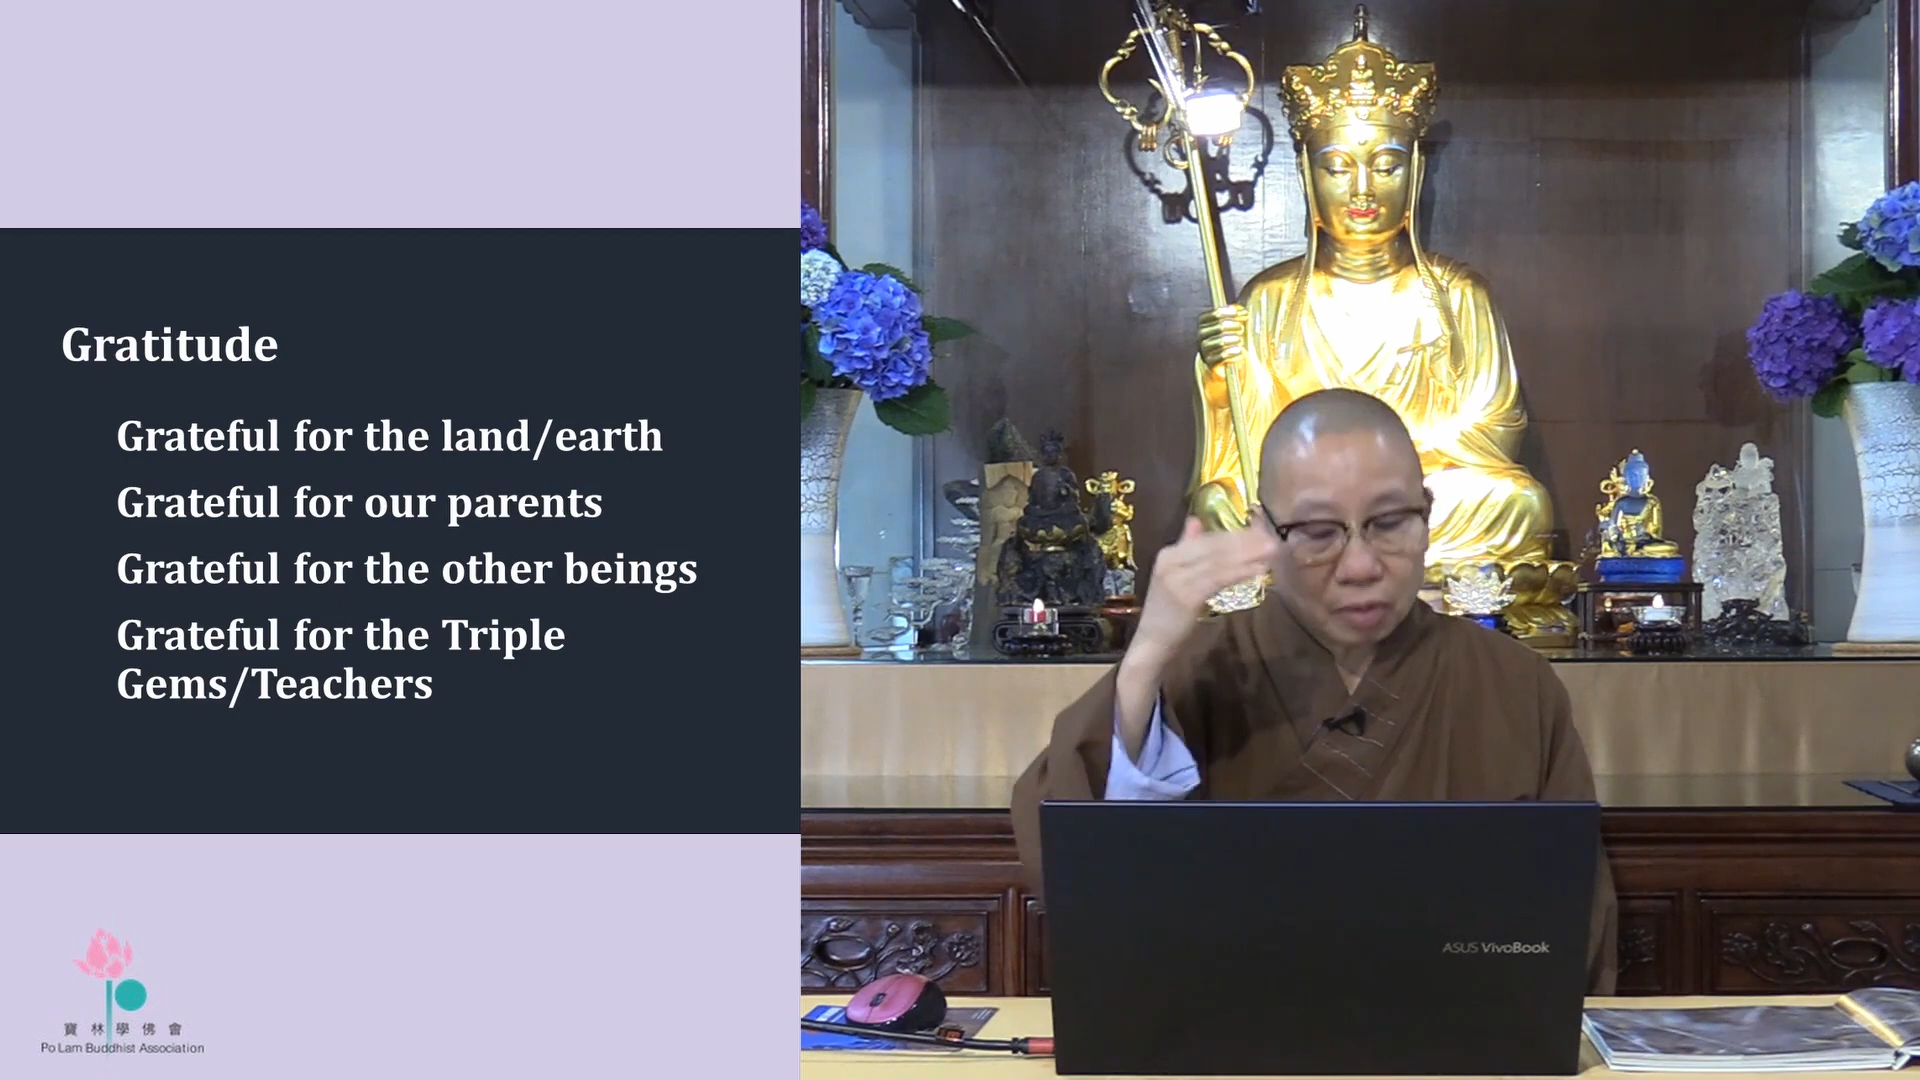 Gratitude
Grateful for the land/earth
Grateful for our parents
Grateful for the other beings
Grateful for the Triple
Gems/Teachers
寶林學佛會
Po Lam Buddhist Association
ASUS VivoBook